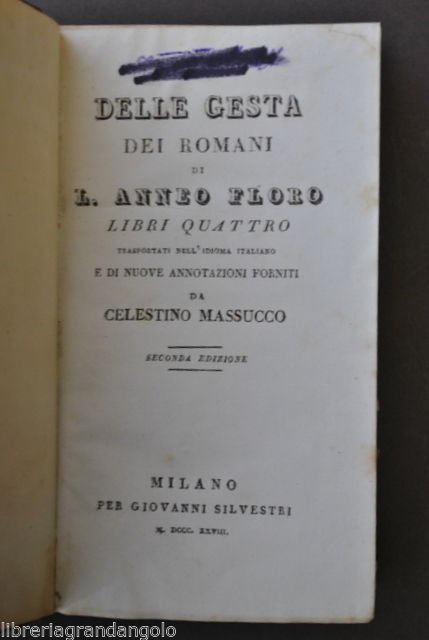 DELLE GESTA
DEI ROMANI
DI
L. ANNEO FLORO
LIBRI QUATTRO
TRASPORTATI NELL'IDIOMA ITALIANO
E DI NUOVE ANNOTAZIONI FORNITI
DA
CELESTINO MASSUCCO
SECONDA EDIZIONE
MILANO
PER GIOVANNI SILVESTRI
M. DCCC. XXVIII.
libreriagrandangolo